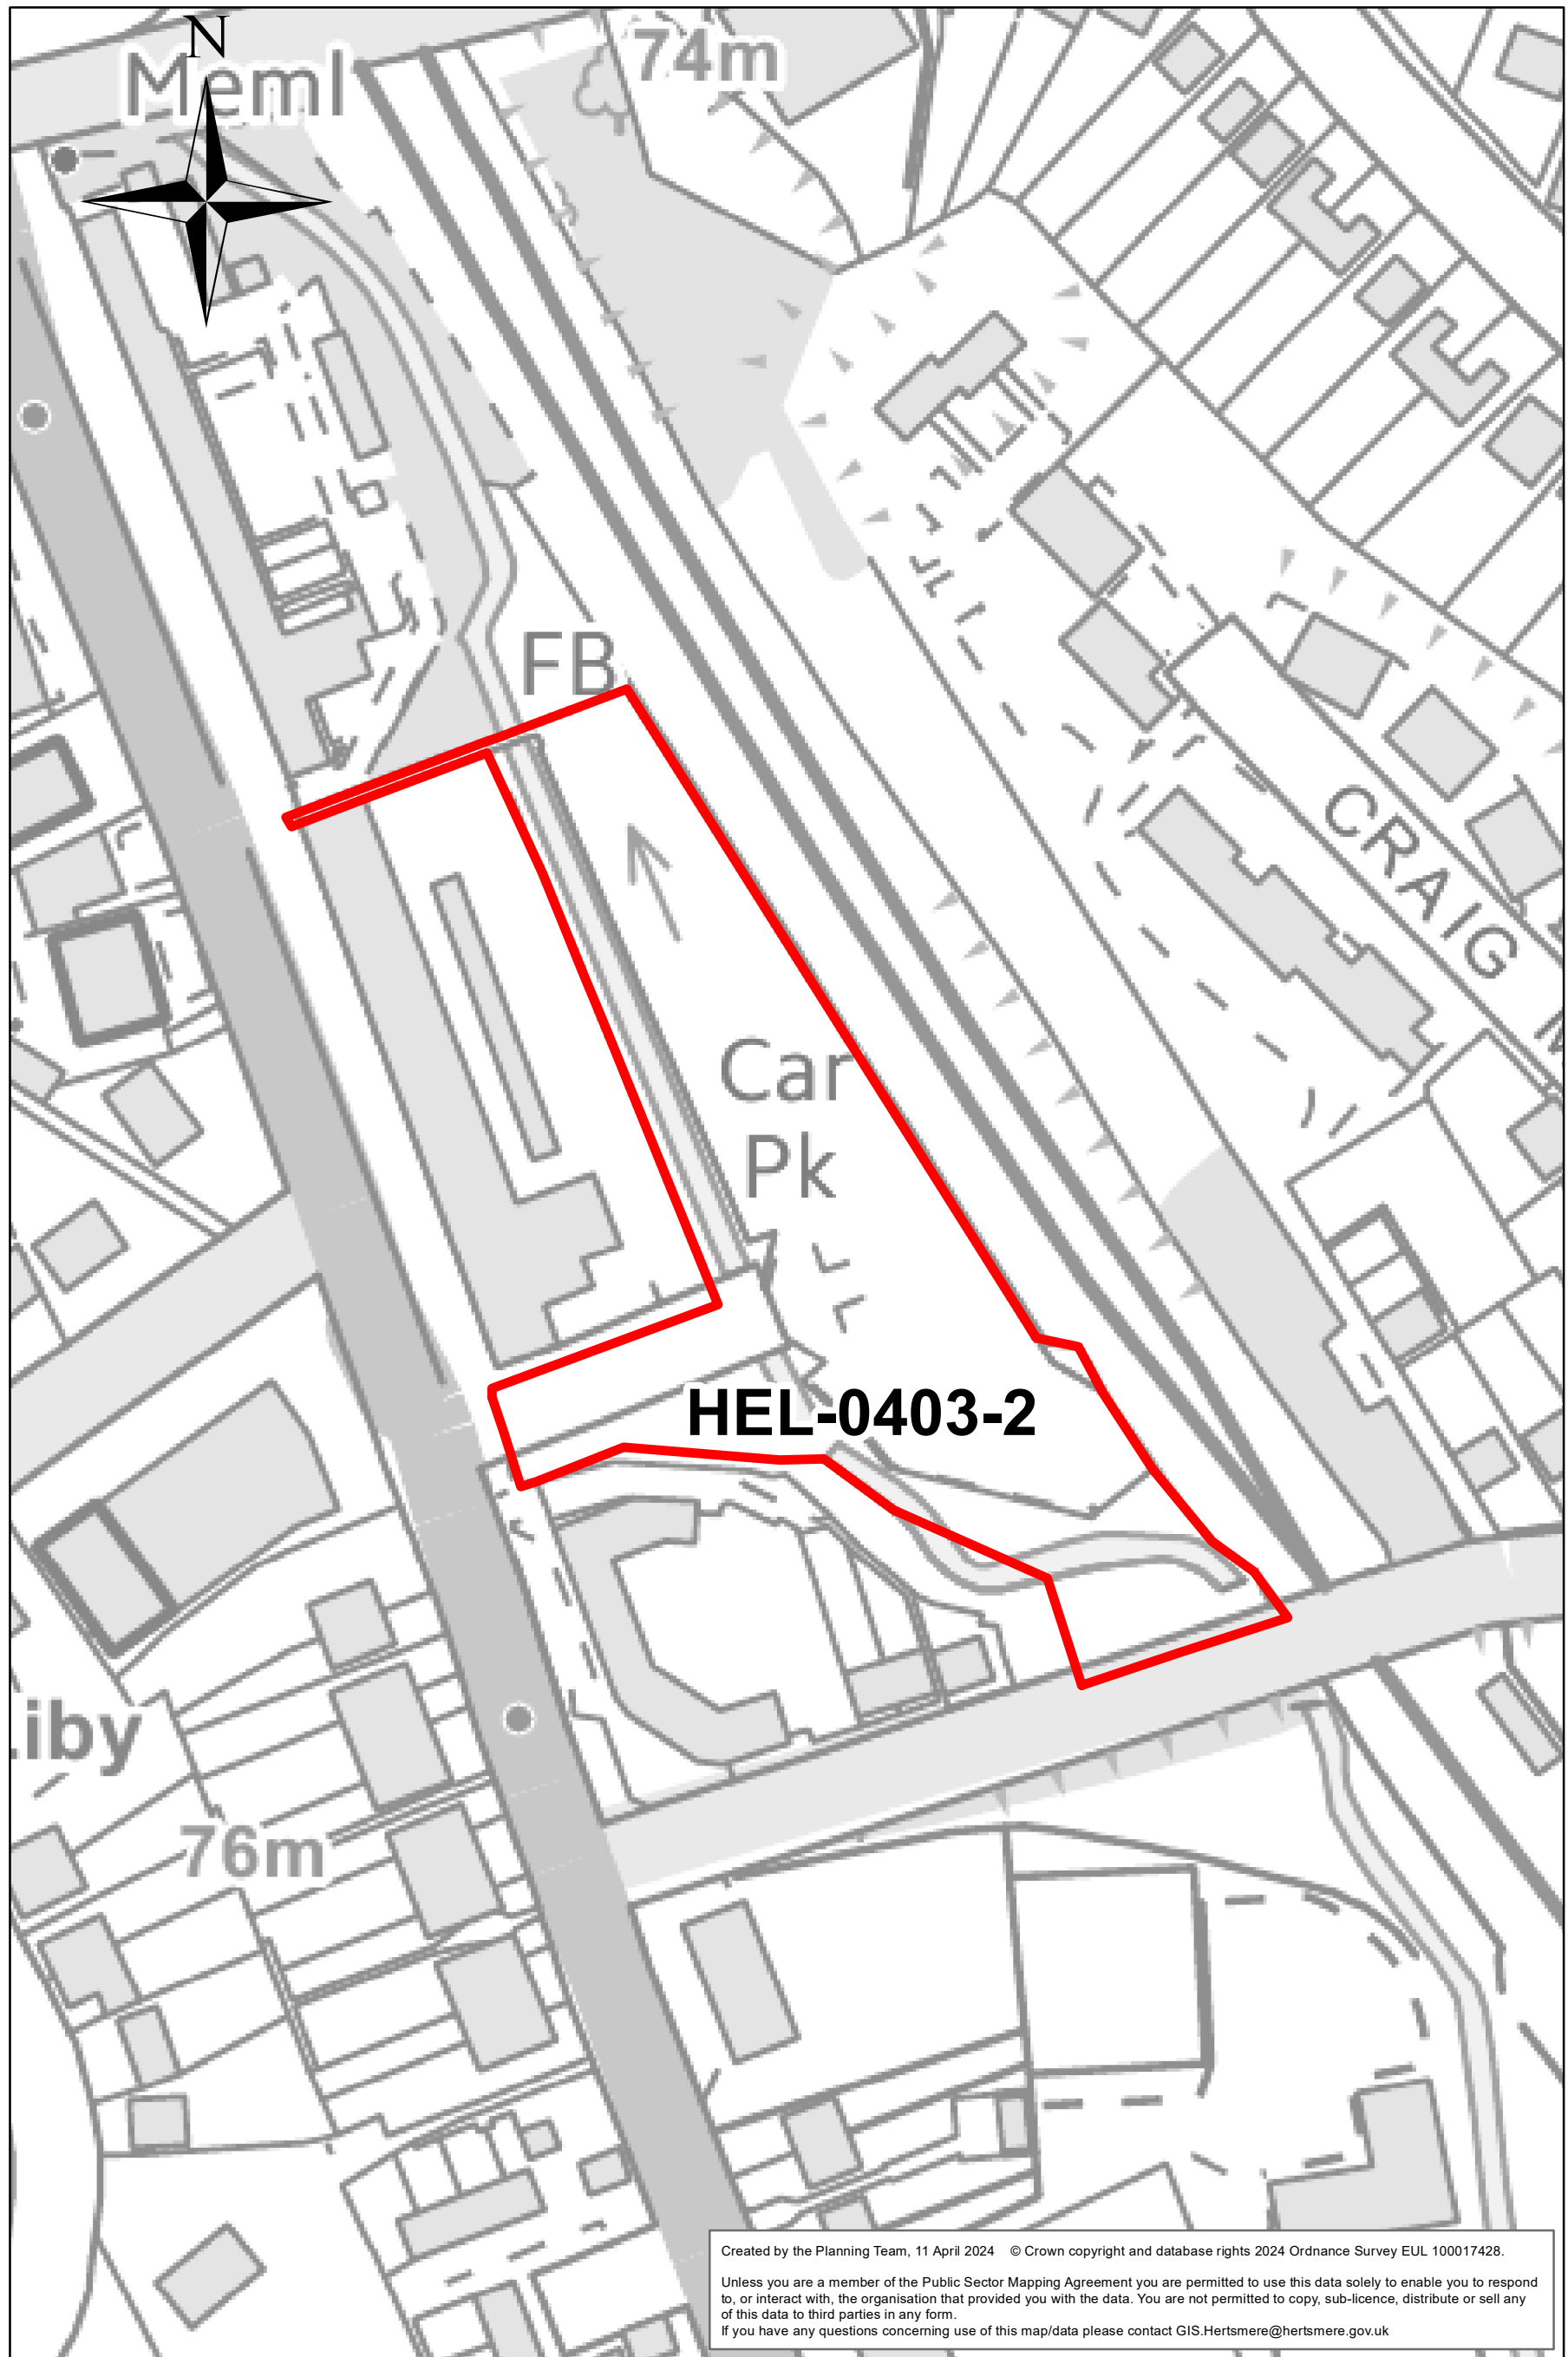 N
Meml
74m
FB
CRAIG
Car
Pk
HEL-0403-2
iby
76m
Created by the Planning Team, 11 April 2024 © Crown copyright and database rights 2024 Ordnance Survey EUL 100017428.
Unless you are a member of the Public Sector Mapping Agreement you are permitted to use this data solely to enable you to respond
to, or interact with, the organisation that provided you with the data. You are not permitted to copy, sub-licence, distribute or sell any
of this data to third parties in any form.
If you have any questions concerning use of this map/data please contact GIS.Hertsmere@hertsmere.gov.uk